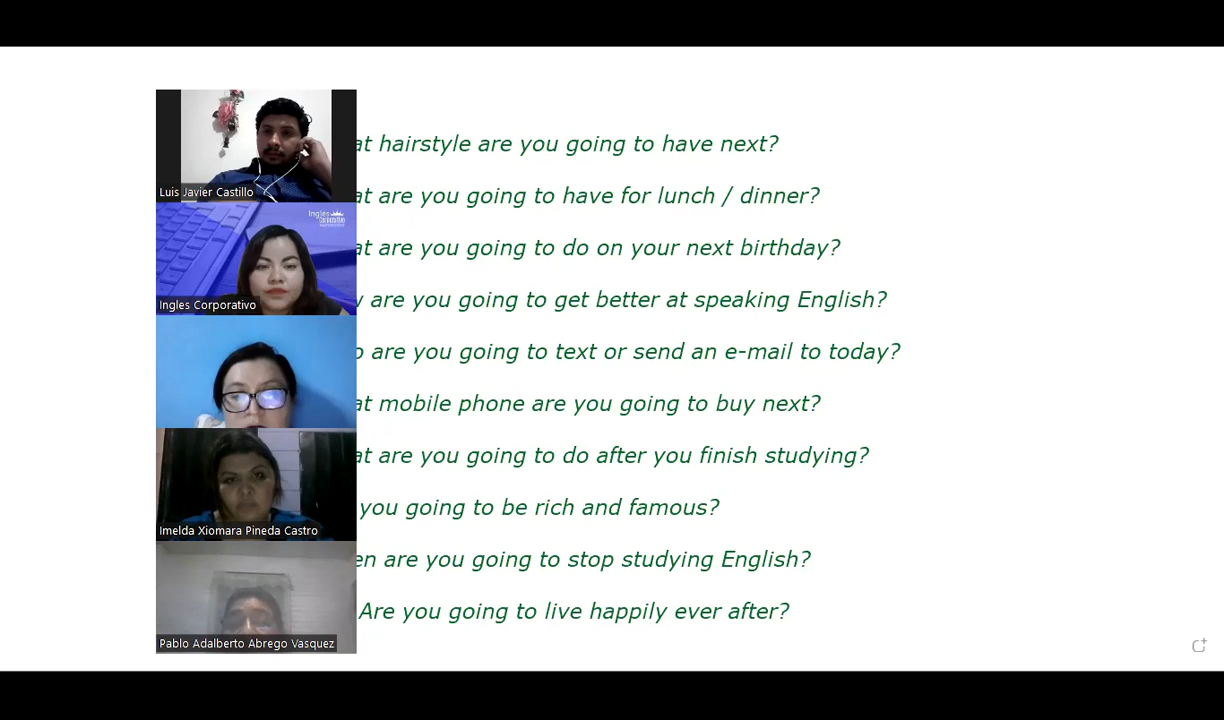 at hairstyle are you going to have next?
at are you going to have for lunch / dinner?
at are you going to do on your next birthday?
are you going to get better at speaking English?
are you going to text or send an e-mail to today?
at mobile phone are you going to buy next?
at are you going to do after you finish studying?
you going to be rich and famous?
en are you going to stop studying English?
Are you going to live happily ever after?
Luis Javier Castillo
Ingles
Corporativo
Ingles Corporativo
Imelda Xiomara Pineda Castro
Pablo Adalberto Abrego Vasquez